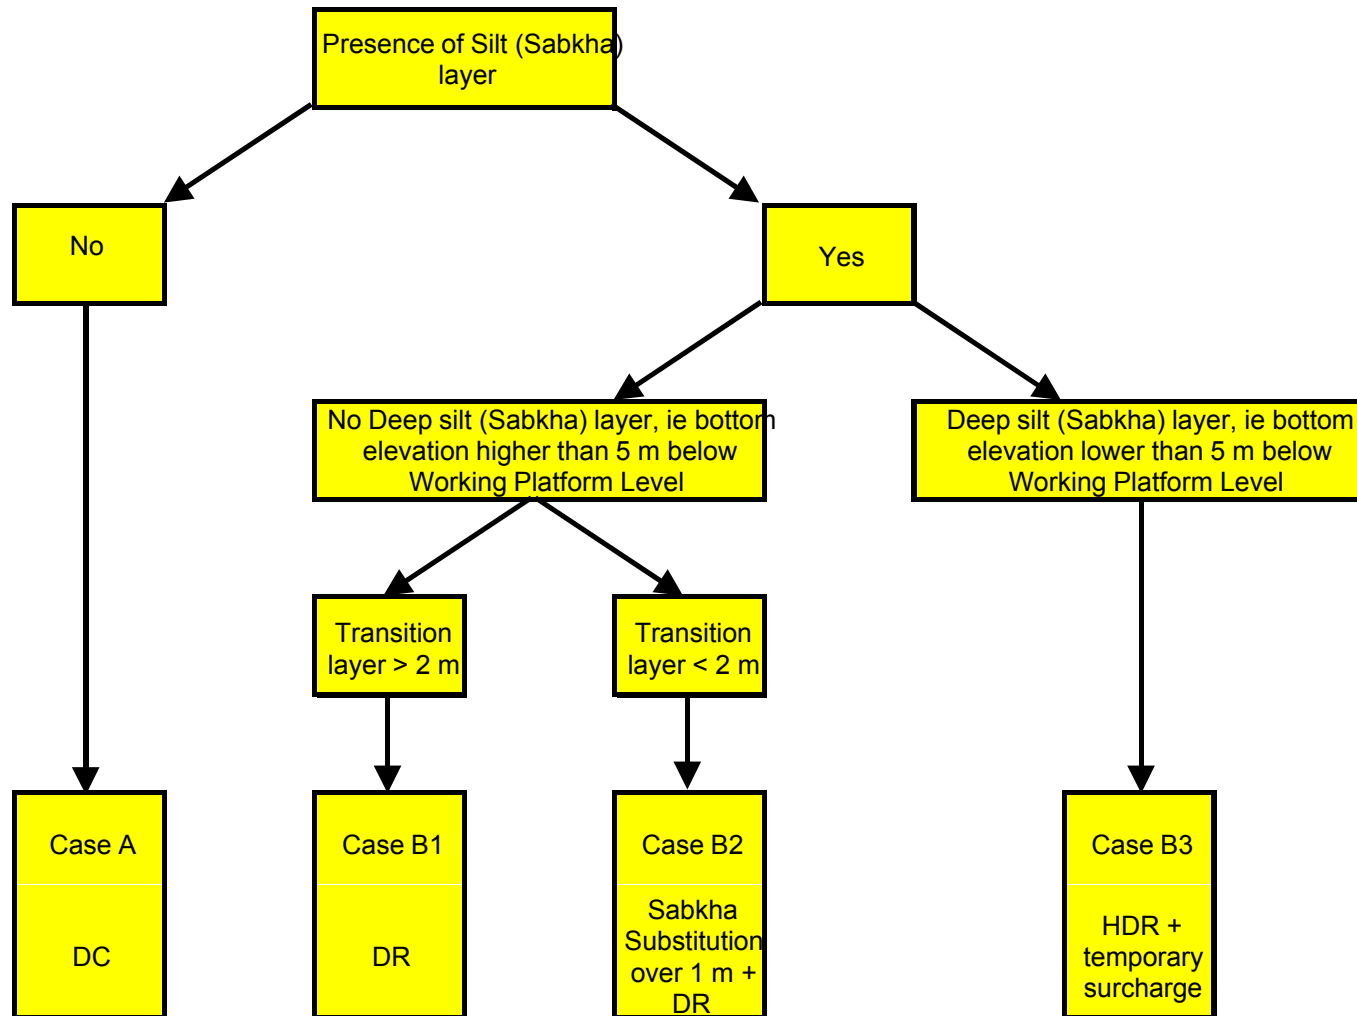 Presence of Silt (Sabkha)
layer
No
Yes
No Deep silt (Sabkha) layer, ie bottom
elevation higher than 5 m below
Working Platform Level
Deep silt (Sabkha) layer, ie bottom
elevation lower than 5 m below
Working Platform Level
Transition
layer > 2 m
Transition
layer < 2 m
Case A
DC
Case B1
DR
Case B2
Sabkha
Substitution
over 1 m +
DR
Case B3
HDR +
temporary
surcharge